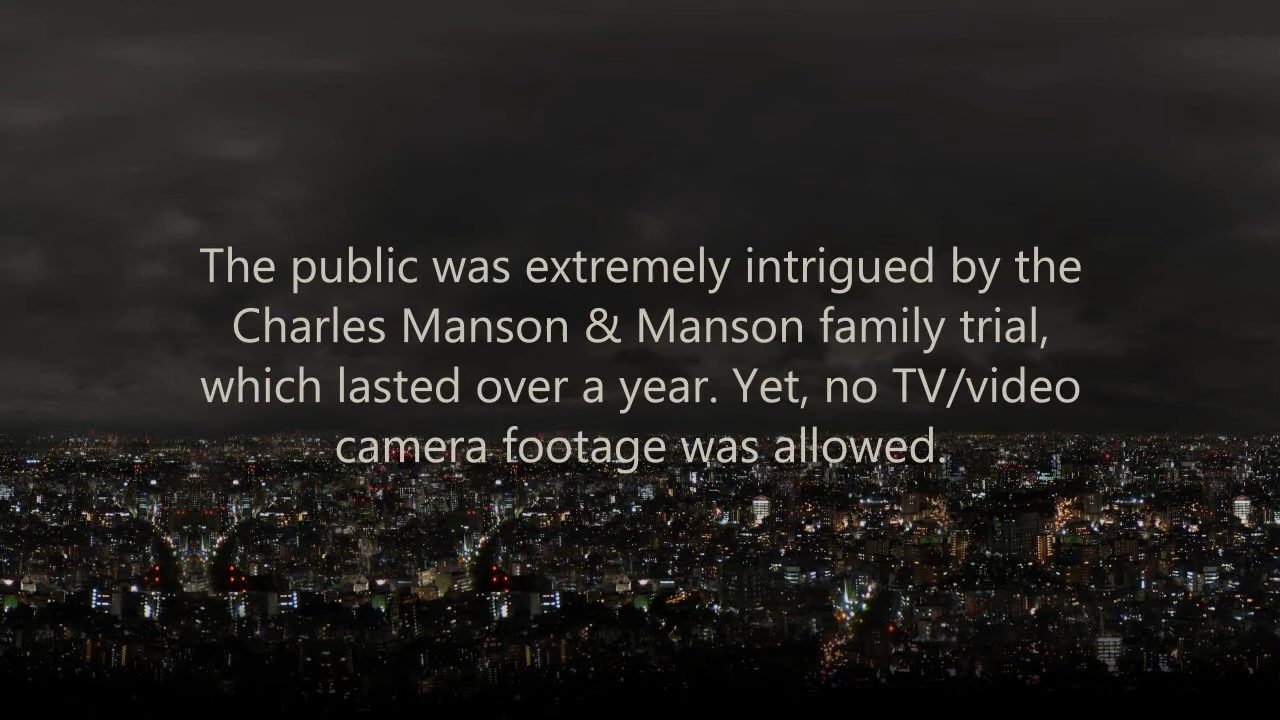 The public was extremely intrigued by the
Charles Manson & Manson family trial,
which lasted over a year. Yet, no TV/video
camera footage was allowed.